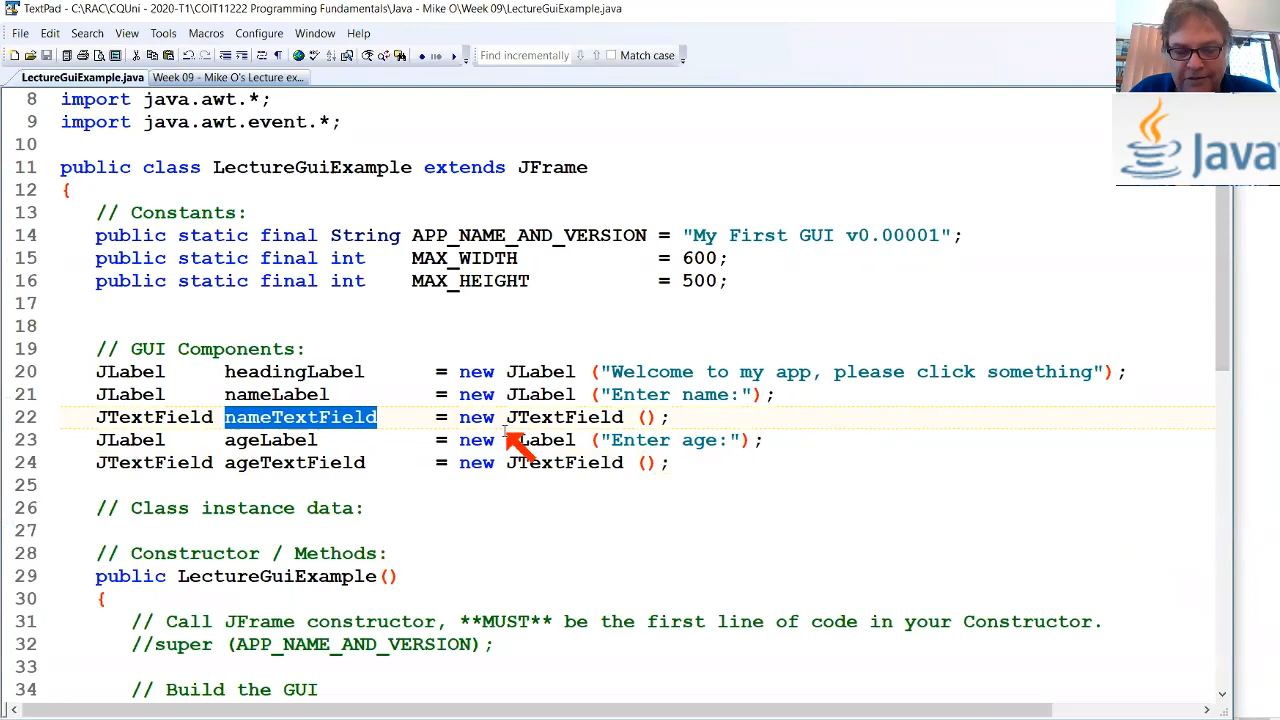 TextPad - C:\RAC\CQUni - 2020-T1\COIT11222 Programming Fundamentals\Java - Mike O\Week 09\LectureGuiExample.java
File Edit Search View Tools Macros Configure Window Help
Find incrementally Match case
LectureGuiExample.java Week 09 - Mike O's Lecture ex...
8 import java.awt.*;
9 import java.awt.event.*;
10
11 public class LectureGuiExample extends JFrame
12 {
13 // Constants:
14 public static final String APP_NAME_AND_VERSION = "My First GUI v0.00001";
15 public static final int MAX_WIDTH = 600;
16 public static final int MAX_HEIGHT = 500;
17
18
19 // GUI Components:
20 JLabel headingLabel = new JLabel ("Welcome to my app, please click something");
21 JLabel nameLabel = new JLabel ("Enter name:");
22 JTextField nameTextField = new JTextField ();
23 JLabel ageLabel = new JLabel ("Enter age:");
24 JTextField ageTextField = new JTextField ();
25
26 // Class instance data:
27
28 // Constructor / Methods:
29 public LectureGuiExample()
30 {
31 // Call JFrame constructor, **MUST** be the first line of code in your Constructor.
32 //super (APP_NAME_AND_VERSION);
33
34 // Build the GUI
Java